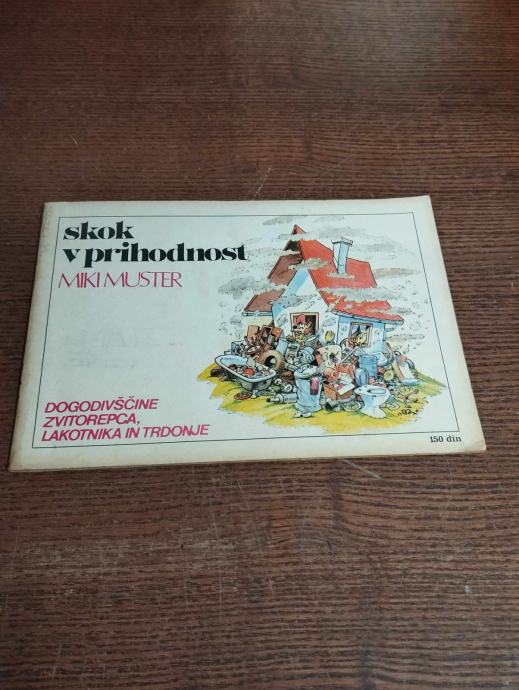 skok
v prihodnost
MIKI MUSTER
DOGODIVŠČINE
ZVITOREPCA,
LAKOTNIKA IN TRDONJE
150 din